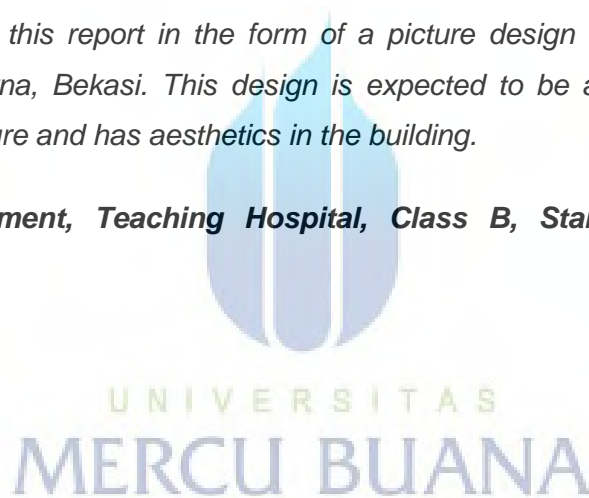 this report in the form of a picture design
na, Bekasi. This design is expected to be a
ure and has aesthetics in the building.
ment, Teaching Hospital, Class B, Sta
UNIVERSITAS
MERCU BUANA